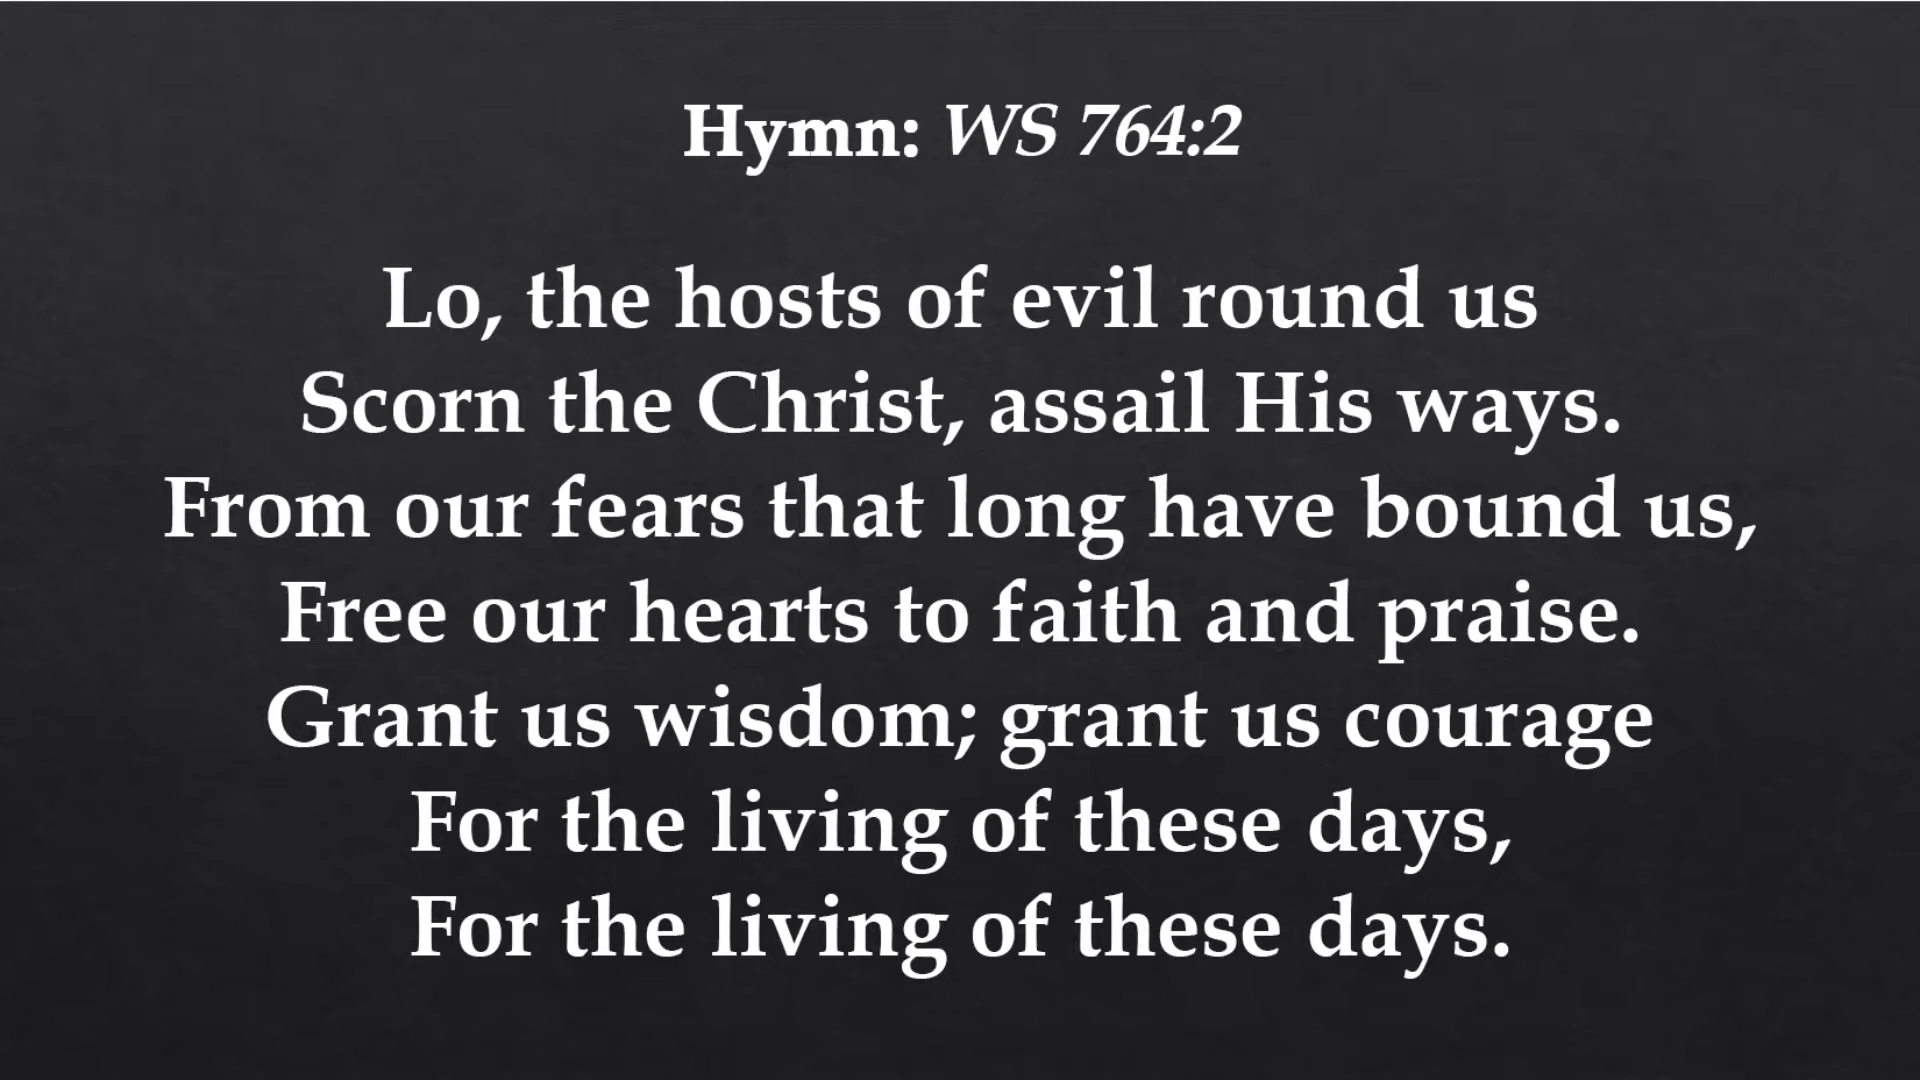 Hymn: WS 764:2
Lo, the hosts of evil round us
Scorn the Christ, assail His ways.
From our fears that long have bound us,
Free our hearts to faith and praise.
Grant us wisdom; grant us courage
For the living of these days,
For the living of these days.